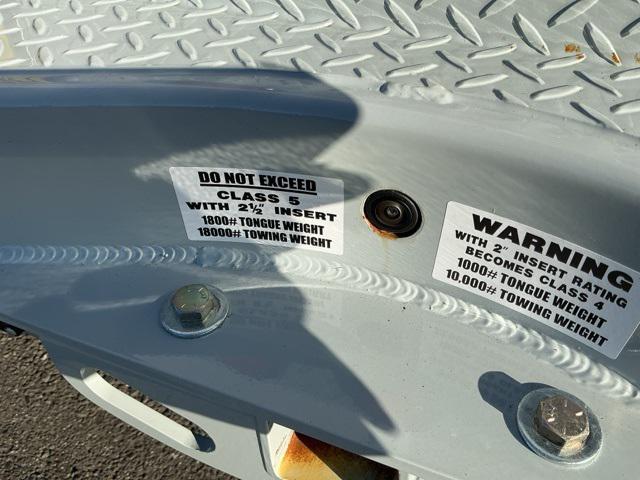 DO NOT EXCEED
CLASS 5
WITH 2½" INSERT
1800# TONGUE WEIGHT
18000# TOWING WEIGHT
WARNING
WITH 2" INSERT RATING
BECOMES CLASS 4
1000# TONGUE WEIGHT
10,000# TOWING WEIGHT